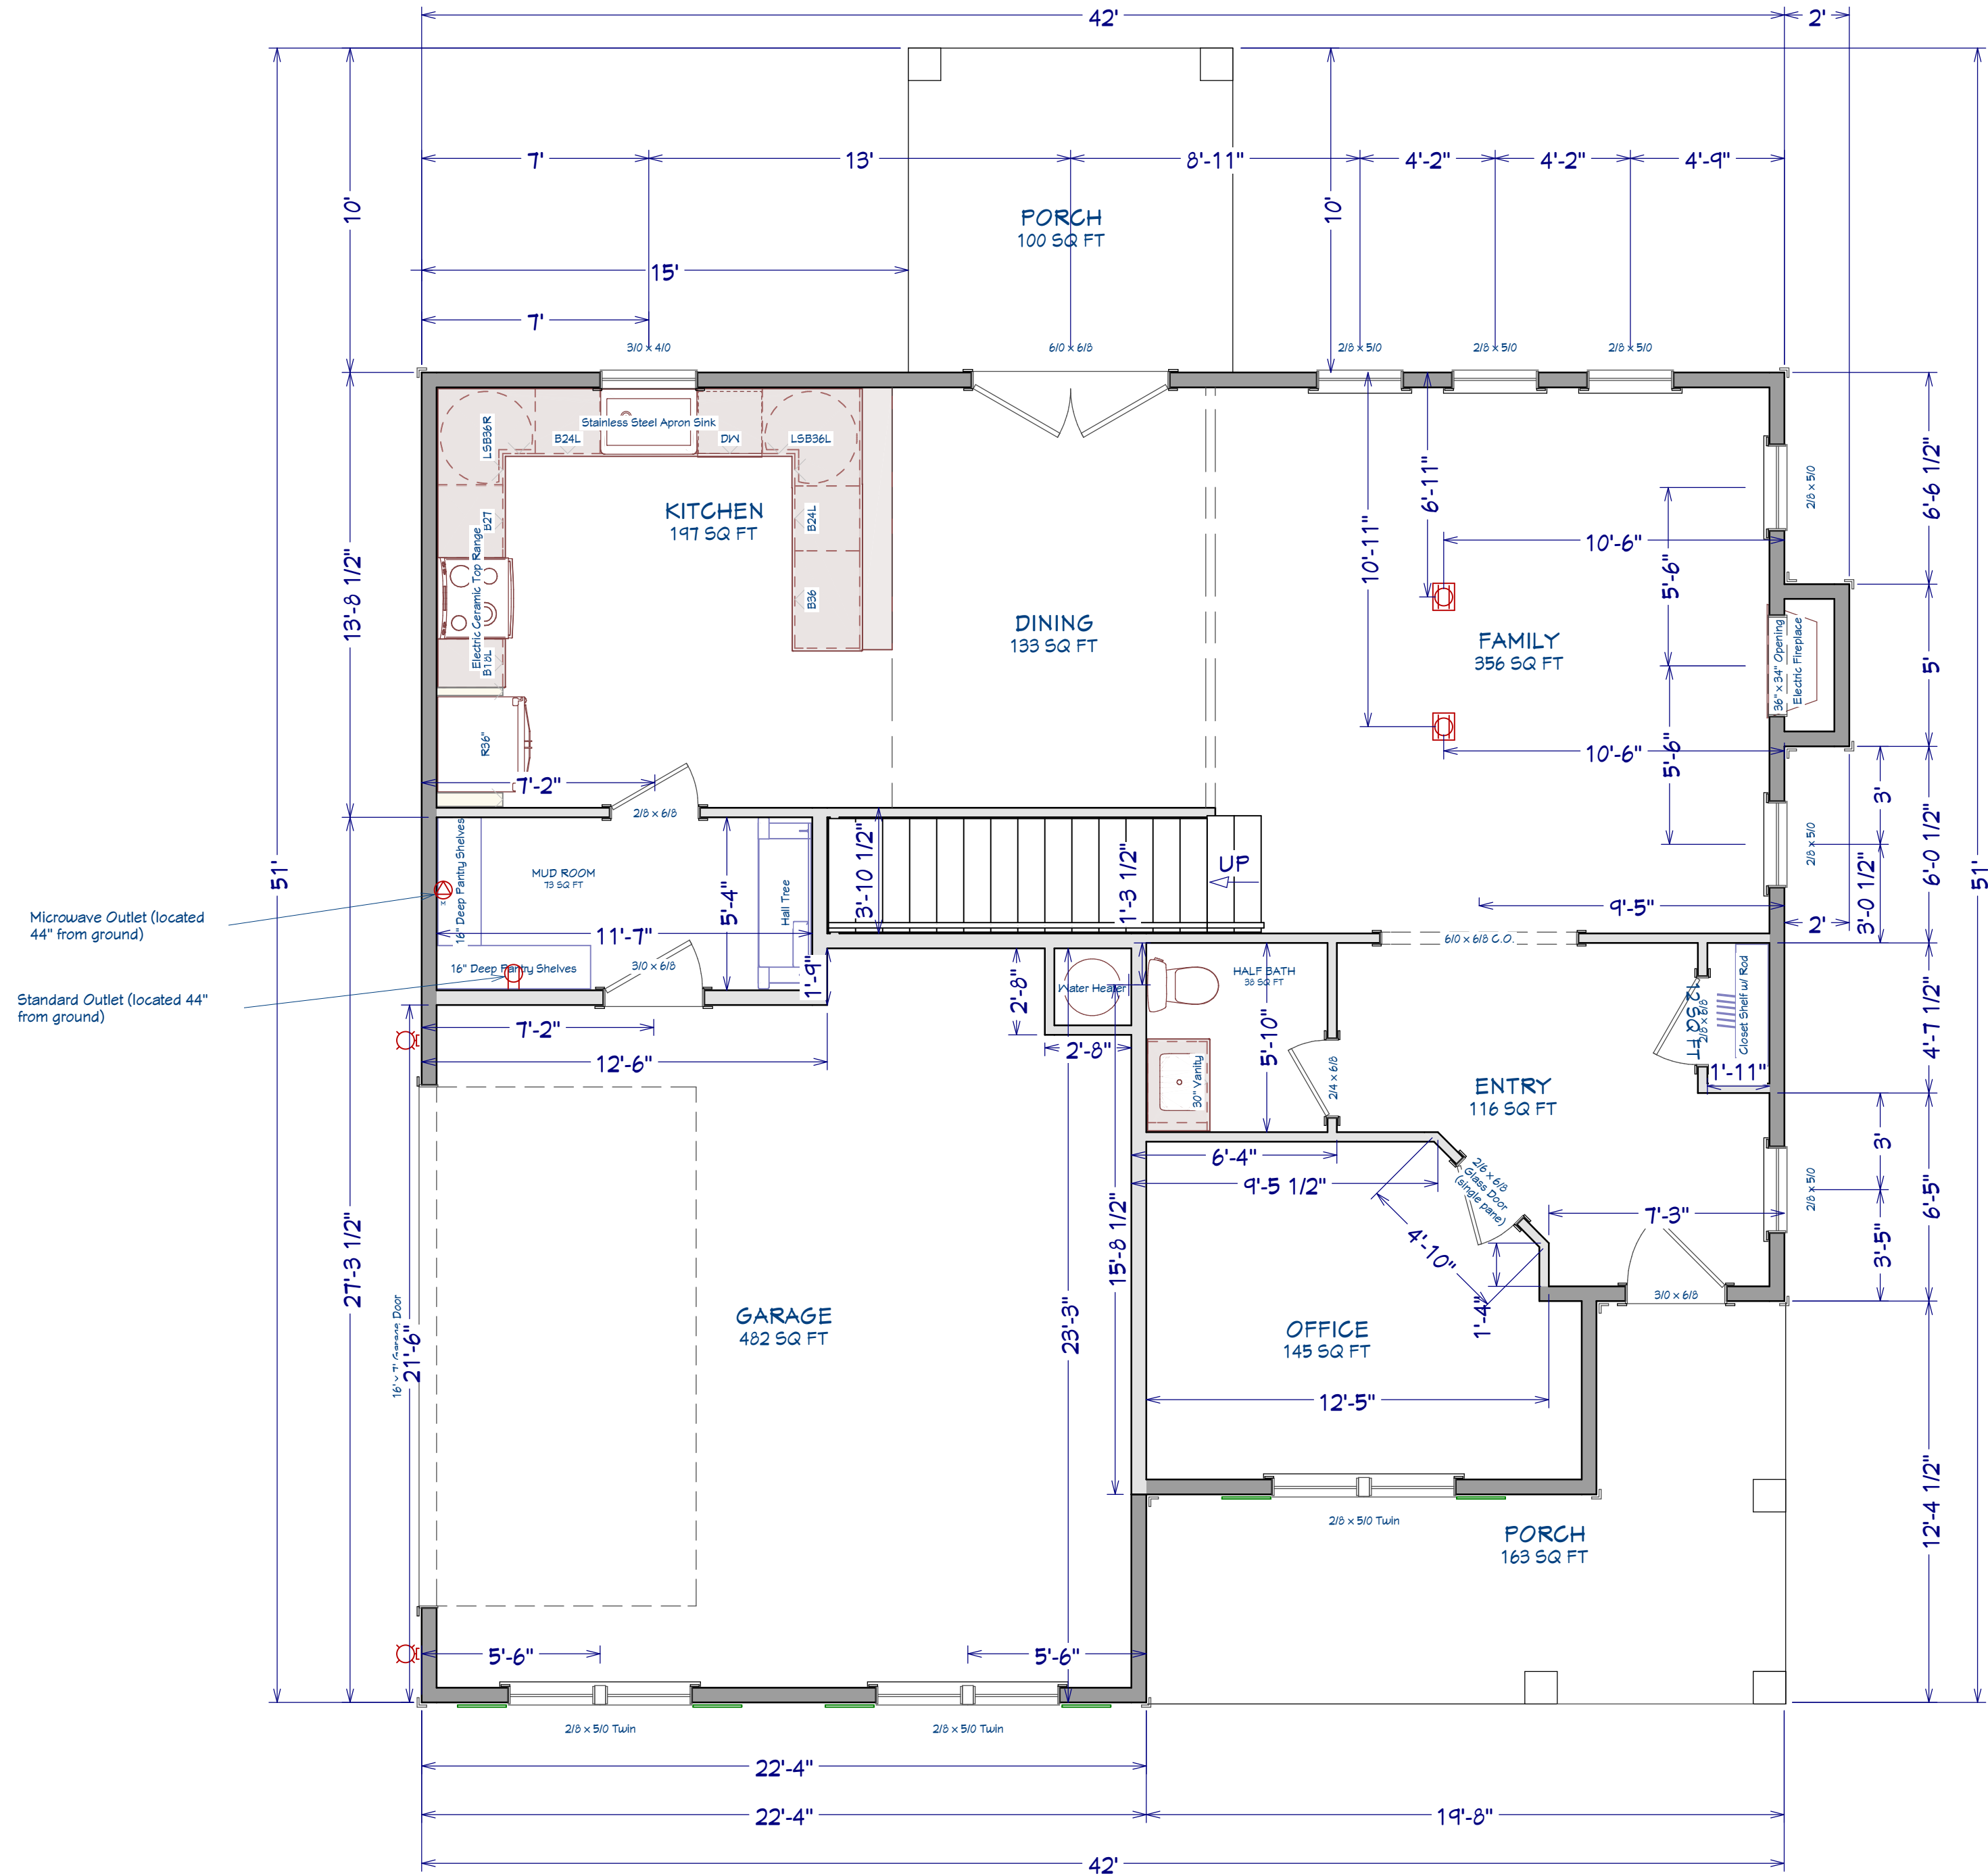 42'
2'
7'
13'
8'-11"
4'-2"
4'-2"
4'-9"
10'
10'
PORCH
100 SQ FT
15'
7'
3/0 x 4/0
6/0 x 6/8
2/8 x 5/0
2/8 x 5/0
2/8 x 5/0
LSB36R
B24L
Stainless Steel Apron Sink
DW
LSB36L
KITCHEN
197 SQ FT
B27
Electric Ceramic Top Range
B18L
R36"
B24L
B36
DINING
133 SQ FT
FAMILY
356 SQ FT
6'-11"
10'-11"
10'-6"
10'-6"
5'-6"
5'-6"
36" x 34" Opening
Electric Fireplace
2/8 x 5/0
6'-6 1/2"
5'
13'-8 1/2"
51'
51'
7'-2"
2/8 x 6/8
16" Deep Pantry Shelves
MUD ROOM
73 SQ FT
5'-4"
Hall Tree
3'-10 1/2"
1'-3 1/2"
UP
9'-5"
2'
2/8 x 5/0
3'
3'-0 1/2"
6'-0 1/2"
Microwave Outlet (located
44" from ground)
11'-7"
16" Deep Pantry Shelves
3/0 x 6/8
1'-9"
Standard Outlet (located 44"
from ground)
7'-2"
12'-6"
2'-8"
Water Heater
2'-8"
HALF BATH
38 SQ FT
5'-10"
30" Vanity
2/4 x 6/8
6/0 x 6/8 C.O.
12 SQ FT
2/8 x 6/8
Closet Shelf w/ Rod
1'-11"
4'-7 1/2"
ENTRY
116 SQ FT
6'-4"
9'-5 1/2"
2/6 x 6/8
Glass Door
(single pane)
4'-10"
7'-3"
1'-4"
3/0 x 6/8
2/8 x 5/0
3'
3'-5"
6'-5"
27'-3 1/2"
16' x 7' Garage Door
21'-6"
GARAGE
482 SQ FT
23'-3"
15'-8 1/2"
OFFICE
145 SQ FT
12'-5"
2/8 x 5/0 Twin
PORCH
163 SQ FT
12'-4 1/2"
5'-6"
5'-6"
2/8 x 5/0 Twin
2/8 x 5/0 Twin
22'-4"
22'-4"
19'-8"
42'